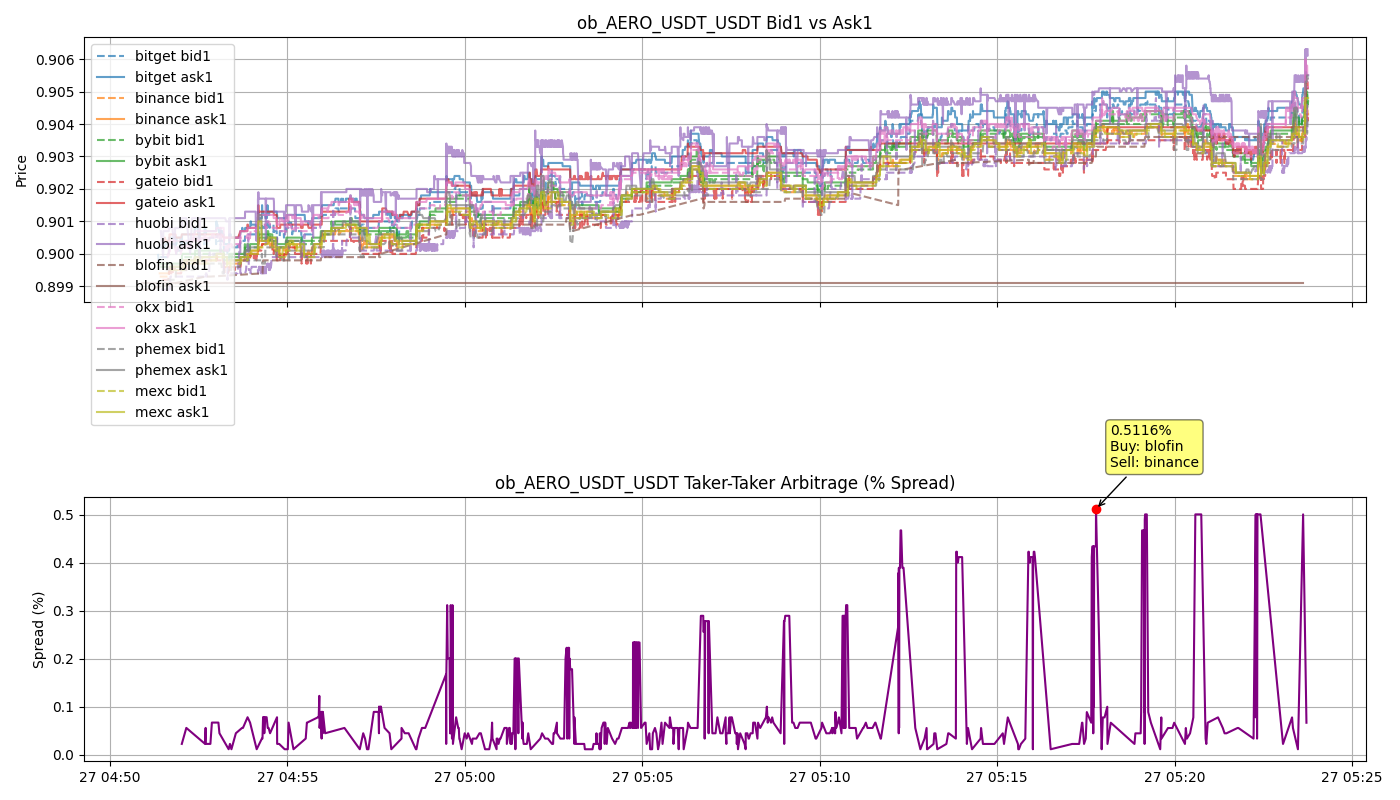 ob_AERO_USDT_USDT Bid1 vs Ask1
Price
0.906
0.905
0.904
0.903
0.902
0.901
0.900
0.899
bitget bid1
bitget ask1
binance bid1
binance ask1
bybit bid1
bybit ask1
gateio bid1
gateio ask1
huobi bid1
huobi ask1
blofin bid1
blofin ask1
okx bid1
okx ask1
phemex bid1
phemex ask1
mexc bid1
mexc ask1
0.5116%
Buy: blofin
Sell: binance
ob_AERO_USDT_USDT Taker-Taker Arbitrage (% Spread)
Spread (%)
0.5
0.4
0.3
0.2
0.1
0.0
27 04:50
27 04:55
27 05:00
27 05:05
27 05:10
27 05:15
27 05:20
27 05:25